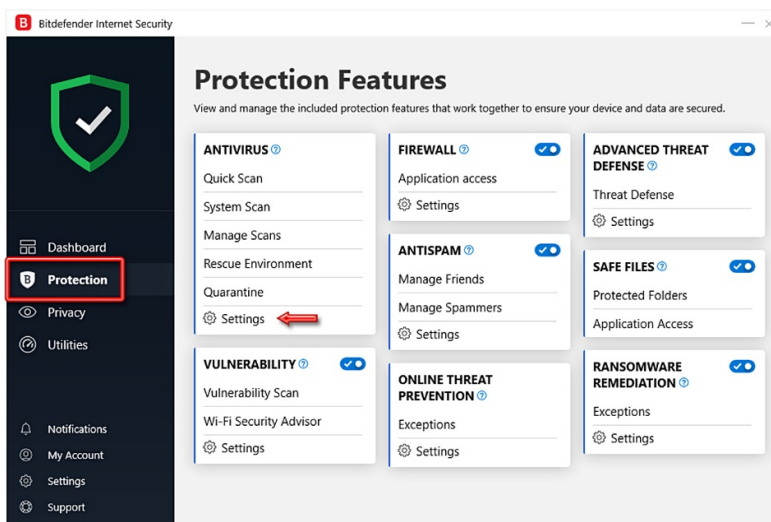 B Bitdefender Internet Security
Dashboard
B Protection
Privacy
Utilities
Notifications
My Account
Settings
Support
Protection Features
View and manage the included protection features that work together to ensure your device and data are secured.
ANTIVIRUS ?
Quick Scan
System Scan
Manage Scans
Rescue Environment
Quarantine
Settings
VULNERABILITY ?
Vulnerability Scan
Wi-Fi Security Advisor
Settings
FIREWALL ?
Application access
Settings
ANTISPAM ?
Manage Friends
Manage Spammers
Settings
ONLINE THREAT
PREVENTION ?
Exceptions
Settings
ADVANCED THREAT
DEFENSE ?
Threat Defense
Settings
SAFE FILES ?
Protected Folders
Application Access
RANSOMWARE
REMEDIATION ?
Exceptions
Settings